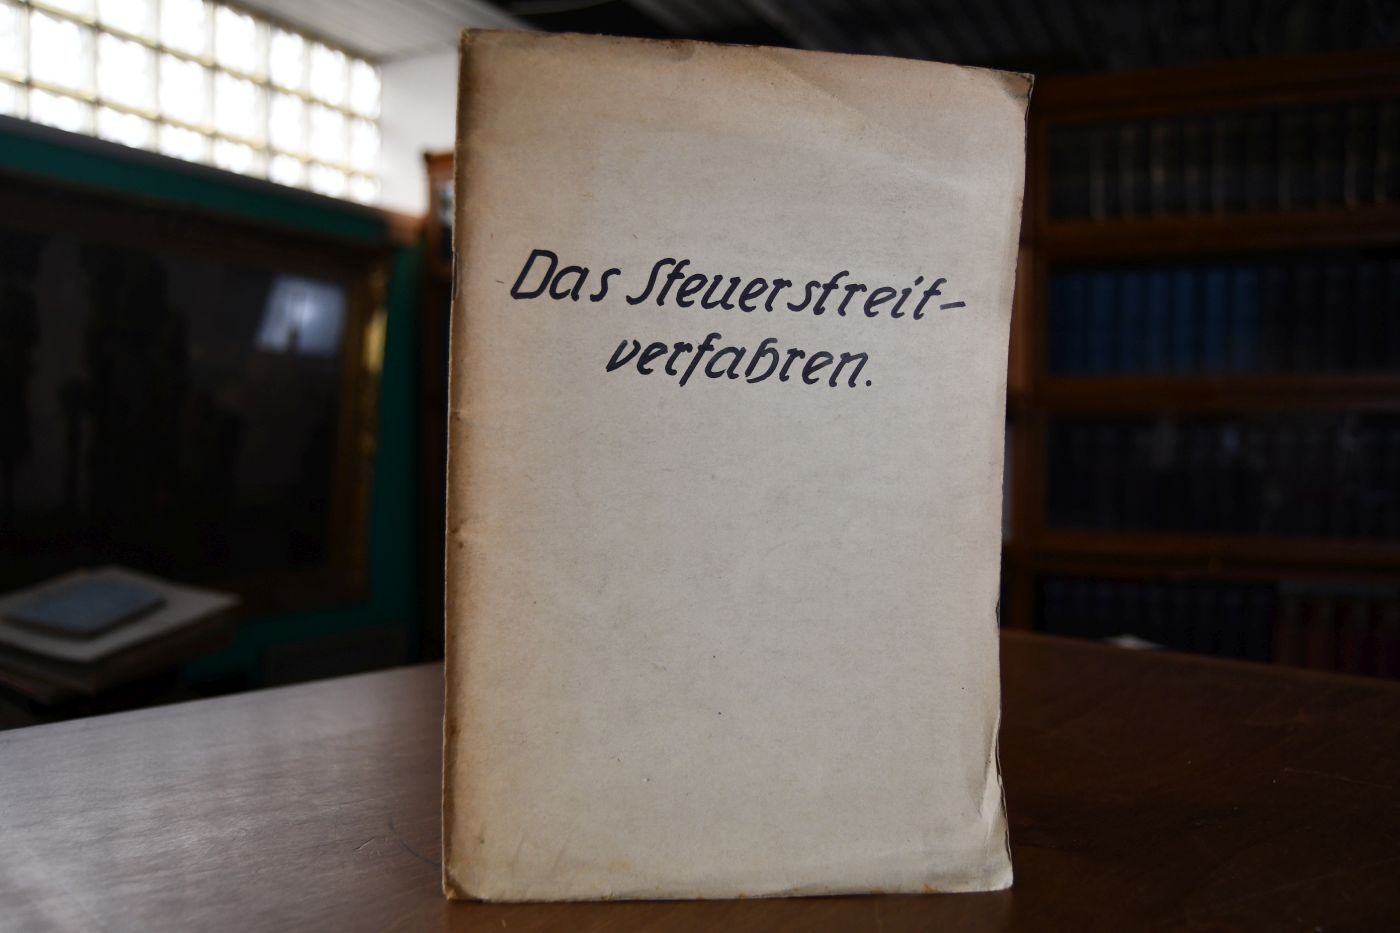 Das Steuerstreit-
verfahren.